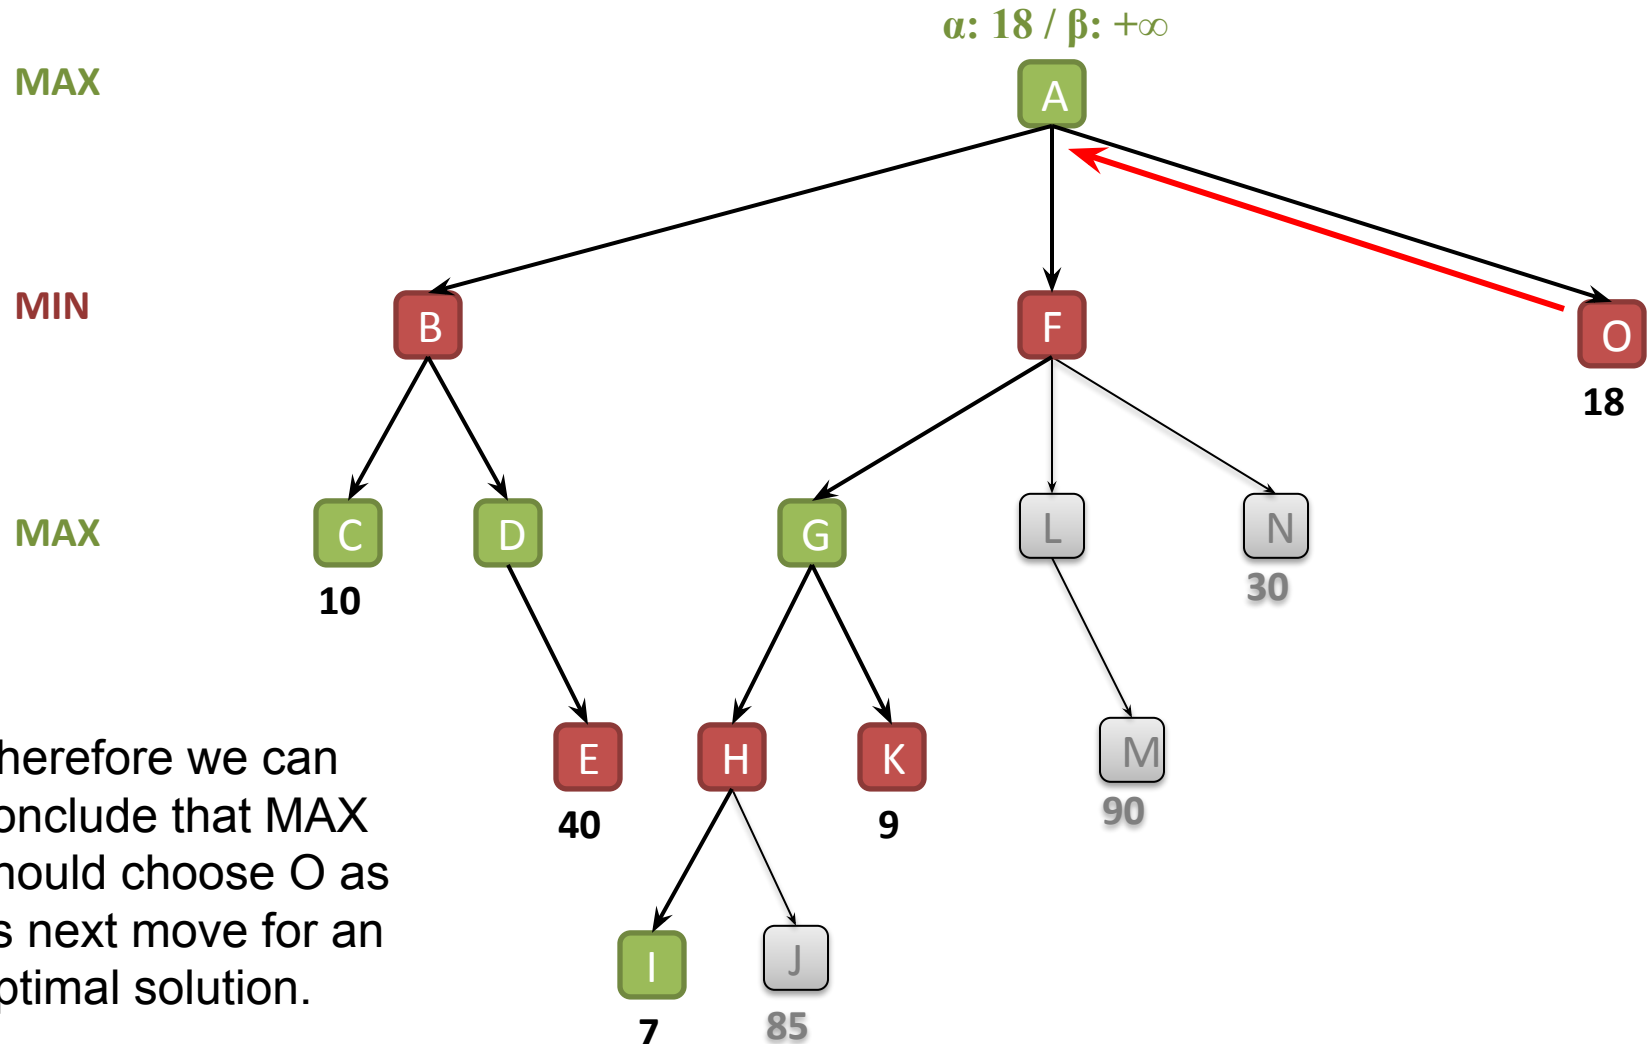 α: 18 / β: +∞
MAX
A
MIN
B
F
O
18
MAX
C
D
G
L
N
10
30
herefore we can
onclude that MAX
hould choose O as
s next move for an
ptimal solution.
E
H
K
M
40
9
90
I
J
7
85